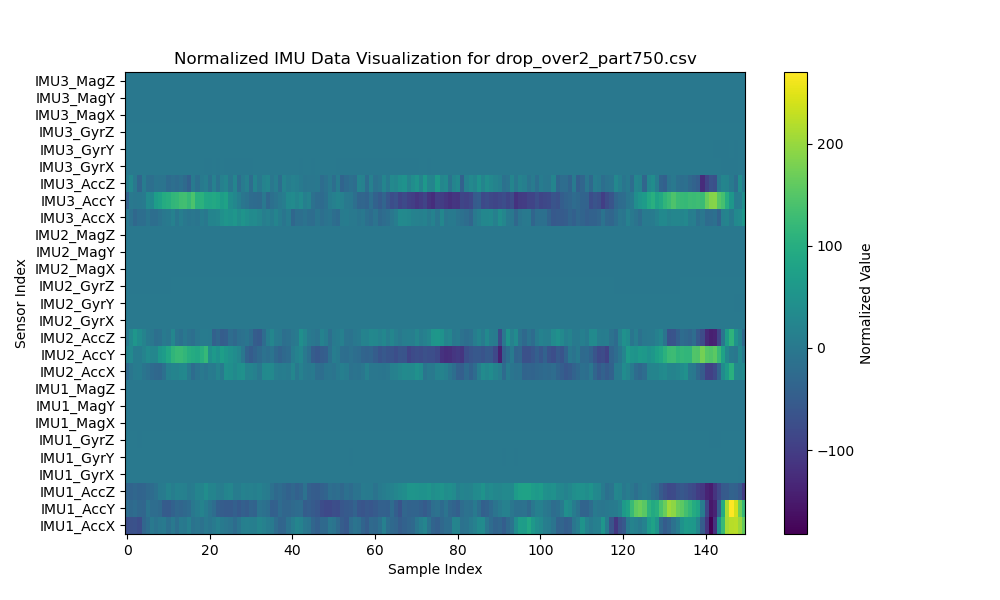 Normalized IMU Data Visualization for drop_over2_part750.csv
IMU3_MagZ
IMU3_MagY
IMU3_MagX
IMU3_GyrZ
IMU3_GyrY
IMU3_GyrX
IMU3_AccZ
IMU3_AccY
IMU3_AccX
IMU2_MagZ
IMU2_MagY
IMU2_MagX
IMU2_GyrZ
IMU2_GyrY
IMU2_GyrX
IMU2_AccZ
IMU2_AccY
IMU2_AccX
IMU1_MagZ
IMU1_MagY
IMU1_MagX
IMU1_GyrZ
IMU1_GyrY
IMU1_GyrX
IMU1_AccZ
IMU1_AccY
IMU1_AccX
Sensor Index
0 20 40 60 80 100 120 140
Sample Index
200
100
0
−100
Normalized Value